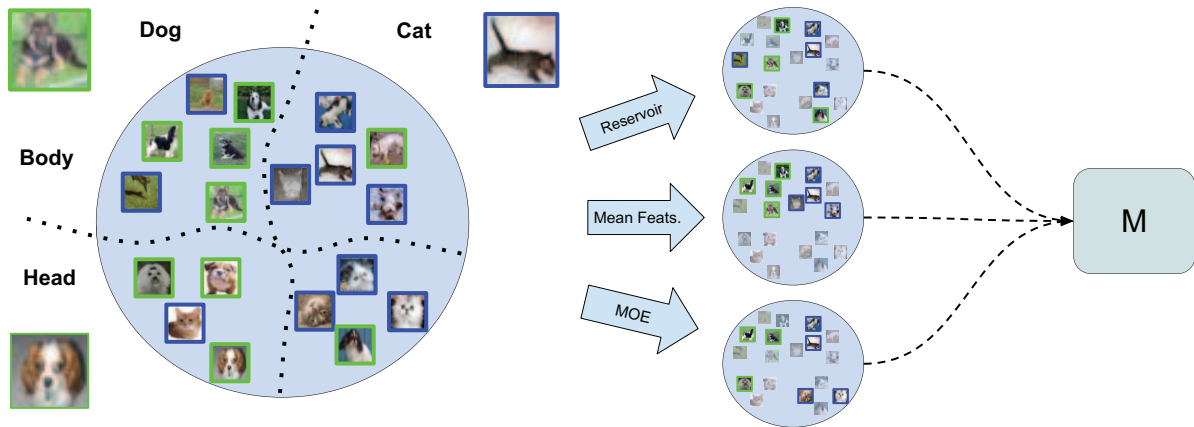 Dog
Cat
Body
Head
Reservoir
Mean Feats.
MOE
M